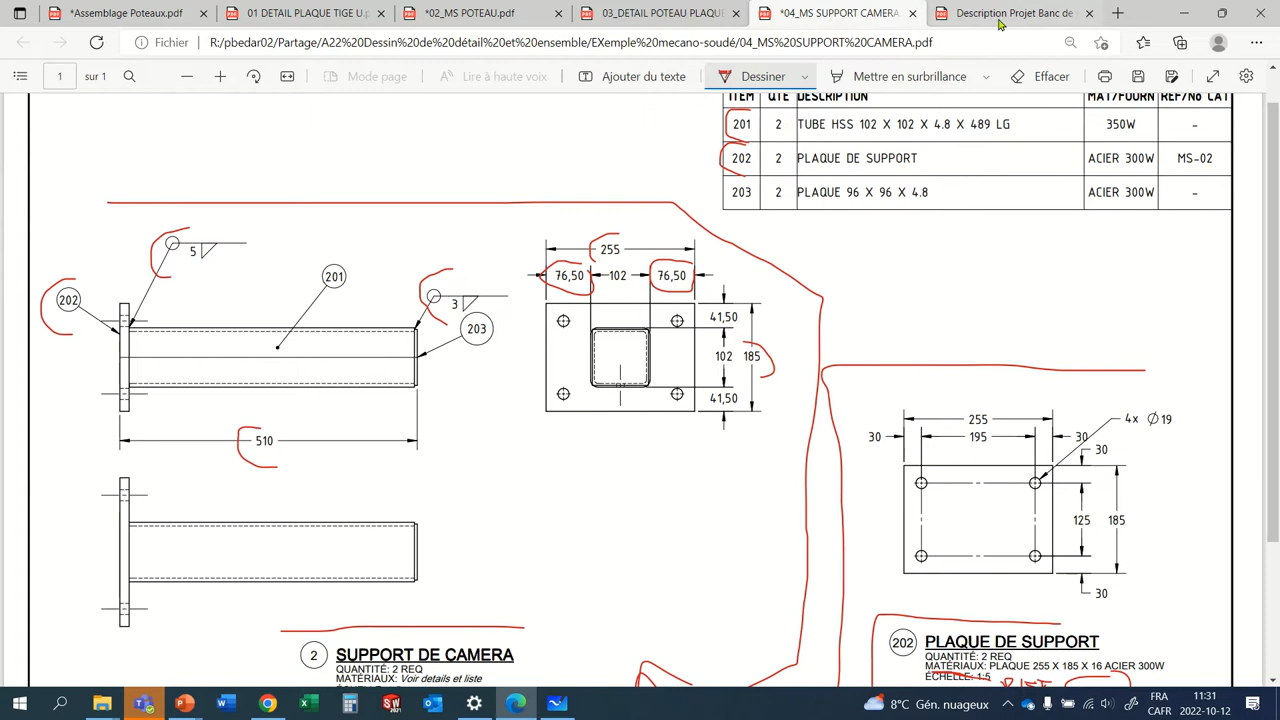 *Assemblage Poteaux.pdf
01 DETAIL PLAQUE TIGE U.p
*02_MS POTEAU.pdf
03_DETAIL POTEAU PLAQUE
*04_MS SUPPORT CAMERA.
Description Projet Banc de
Fichier
R:/pbedar02/Partage/A22%20Dessin%20de%20détail%20et%20ensemble/EXemple%20mecano-soudé/04_MS%20SUPPORT%20CAMERA.pdf
1 sur 1
Mode page
Lire à haute voix
Ajouter du texte
Dessiner
Mettre en surbrillance
Effacer
ITEM QTE DESCRIPTION MAT/FOURN REF/No CAT
201 2 TUBE HSS 102 X 102 X 4.8 X 489 LG 350W -
202 2 PLAQUE DE SUPPORT ACIER 300W MS-02
203 2 PLAQUE 96 X 96 X 4.8 ACIER 300W -
5
201
202
3
203
510
255
76,50 102 76,50
41,50
102 185
41,50
255
4x Ø19
30 195 30
30
125 185
30
2 SUPPORT DE CAMERA
QUANTITÉ: 2 REQ
MATÉRIAUX: Voir details et liste
202 PLAQUE DE SUPPORT
QUANTITÉ: 2 REQ
MATÉRIAUX: PLAQUE 255 X 185 X 16 ACIER 300W
ÉCHELLE: 1:5
8°C Gén. nuageux
FRA
CAFR
11:31
2022-10-12